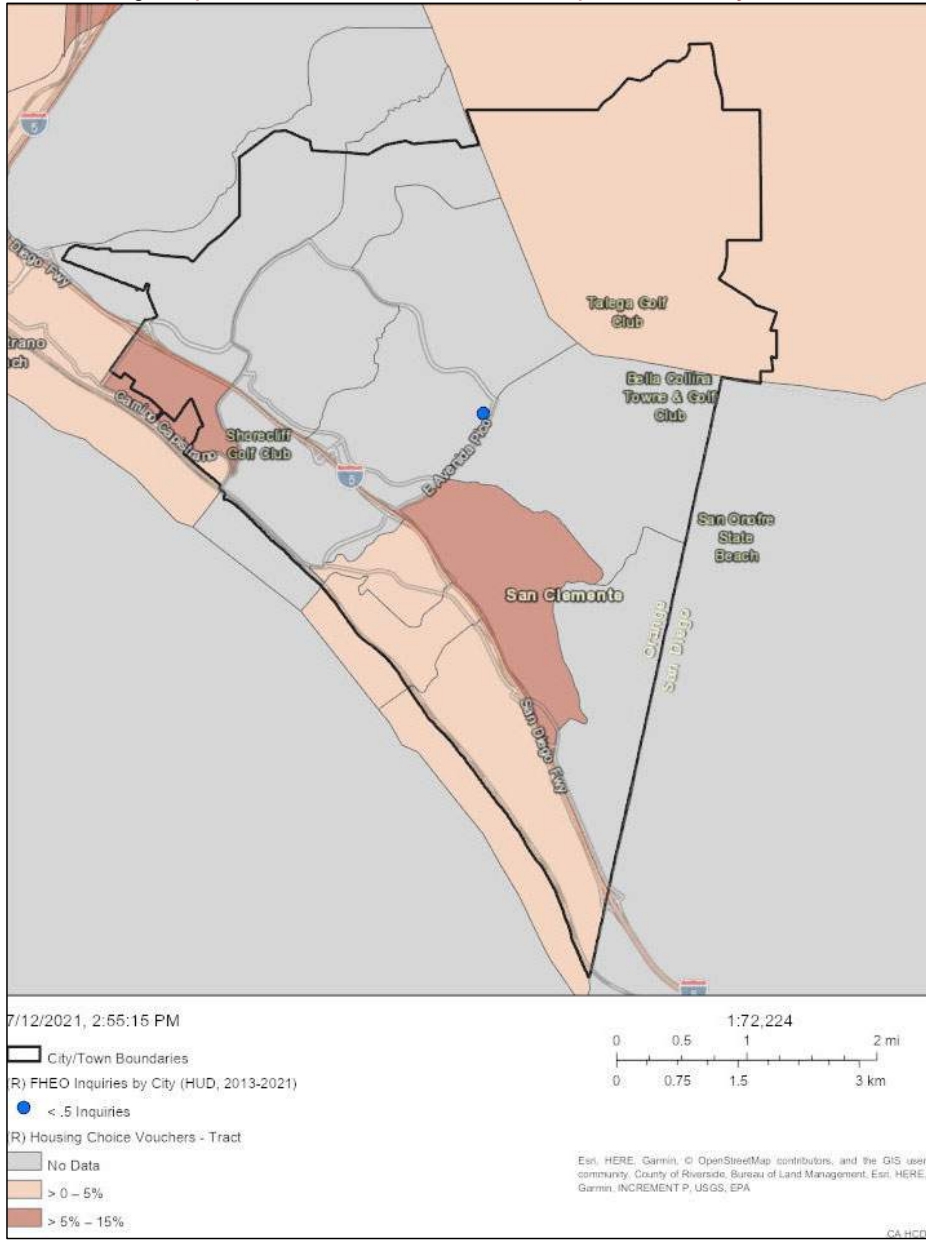 5
Diego Fwy
Talega Golf
Club
trano
ch
Bella Collina
Towne & Golf
Club
Camino Capistrano
Shorecliff
Golf Club
E Avenida Pico
5
San Onofre
State
Beach
San Clemente
Orange
San Diego
San Diego Fwy
5
7/12/2021, 2:55:15 PM
1:72,224
0 0.5 1 2 mi
0 0.75 1.5 3 km
City/Town Boundaries
(R) FHEO Inquiries by City (HUD, 2013-2021)
< .5 Inquiries
(R) Housing Choice Vouchers - Tract
No Data
> 0 – 5%
> 5% – 15%
Esri, HERE, Garmin, © OpenStreetMap contributors, and the GIS user
community, County of Riverside, Bureau of Land Management, Esri, HERE,
Garmin, INCREMENT P, USGS, EPA
CA HCD